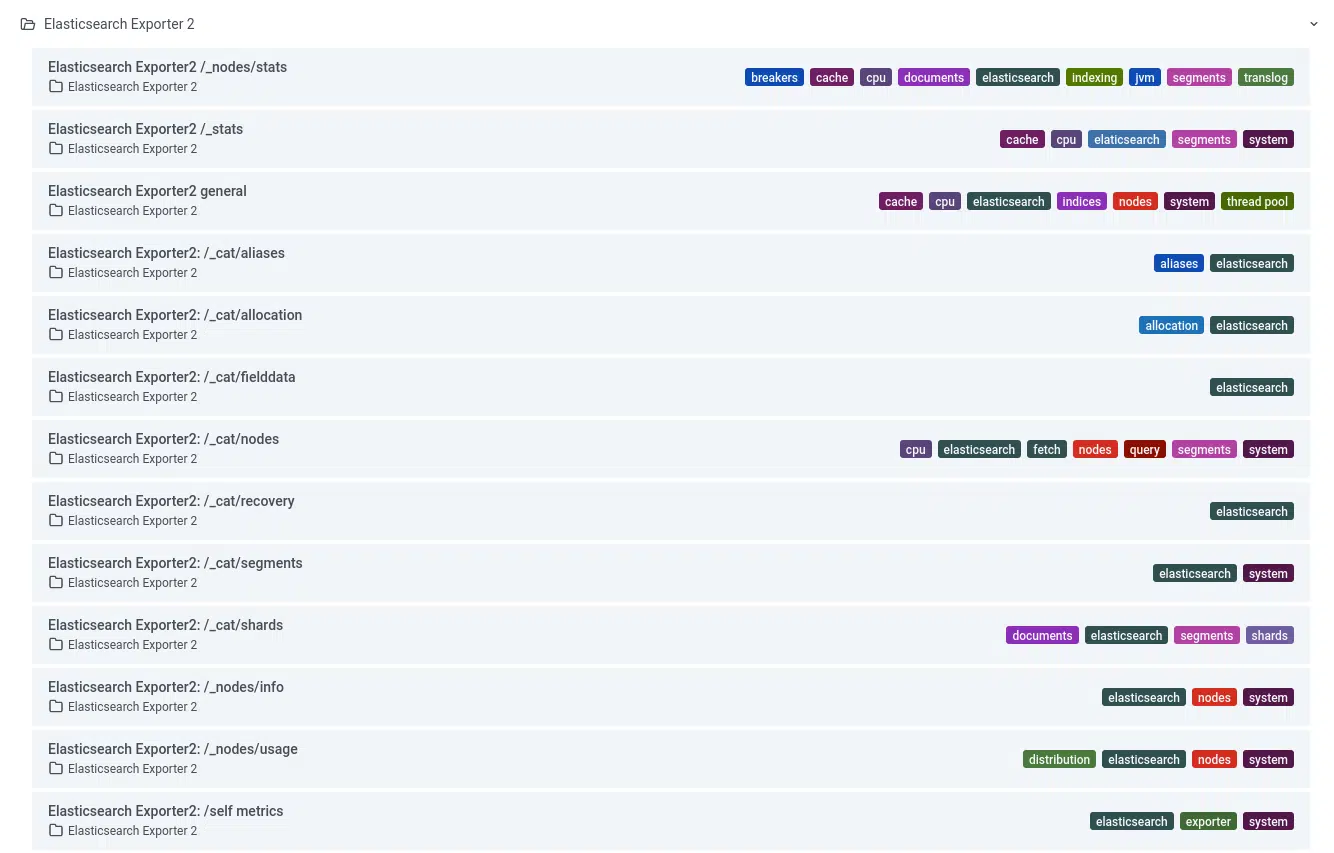 Elasticsearch Exporter 2
Elasticsearch Exporter2 /_nodes/stats
Elasticsearch Exporter 2
breakers cache cpu documents elasticsearch indexing jvm segments translog
Elasticsearch Exporter2 /_stats
Elasticsearch Exporter 2
cache cpu elaticsearch segments system
Elasticsearch Exporter2 general
Elasticsearch Exporter 2
cache cpu elasticsearch indices nodes system thread pool
Elasticsearch Exporter2: /_cat/aliases
Elasticsearch Exporter 2
aliases elasticsearch
Elasticsearch Exporter2: /_cat/allocation
Elasticsearch Exporter 2
allocation elasticsearch
Elasticsearch Exporter2: /_cat/fielddata
Elasticsearch Exporter 2
elasticsearch
Elasticsearch Exporter2: /_cat/nodes
Elasticsearch Exporter 2
cpu elasticsearch fetch nodes query segments system
Elasticsearch Exporter2: /_cat/recovery
Elasticsearch Exporter 2
elasticsearch
Elasticsearch Exporter2: /_cat/segments
Elasticsearch Exporter 2
elasticsearch system
Elasticsearch Exporter2: /_cat/shards
Elasticsearch Exporter 2
documents elasticsearch segments shards
Elasticsearch Exporter2: /_nodes/info
Elasticsearch Exporter 2
elasticsearch nodes system
Elasticsearch Exporter2: /_nodes/usage
Elasticsearch Exporter 2
distribution elasticsearch nodes system
Elasticsearch Exporter2: /self metrics
Elasticsearch Exporter 2
elasticsearch exporter system